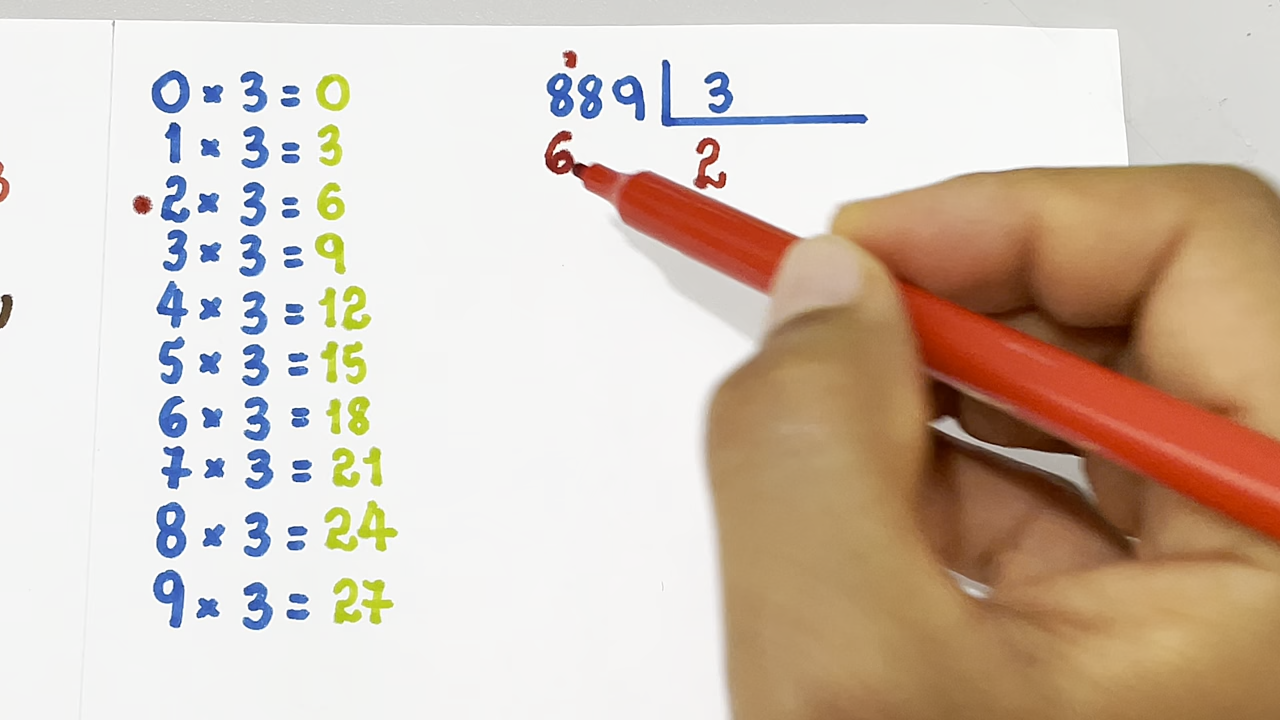 0 × 3 = 0
1 × 3 = 3
2 × 3 = 6
3 × 3 = 9
4 × 3 = 12
5 × 3 = 15
6 × 3 = 18
7 × 3 = 21
8 × 3 = 24
9 × 3 = 27
889 3
6 2